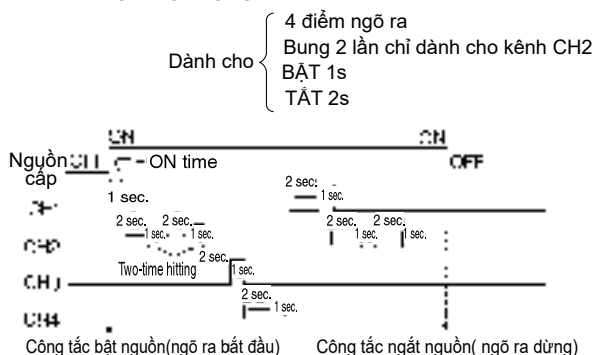 4 điểm ngõ ra
Bung 2 lần chỉ dành cho kênh CH2
Dành cho
BẬT 1s
TẮT 2s
ON ON
Nguồn cấp OFF ON time OFF
1 sec. 2 sec. 1 sec.
2 sec. 2 sec. 2 sec. 2 sec.
CH2 1 sec. 1 sec. 1 sec. 1 sec.
Two-time hitting 2 sec.
1 sec.
2 sec.
CH4 1 sec.
Công tắc bật nguồn(ngõ ra bắt đầu) Công tắc ngắt nguồn( ngõ ra dừng)